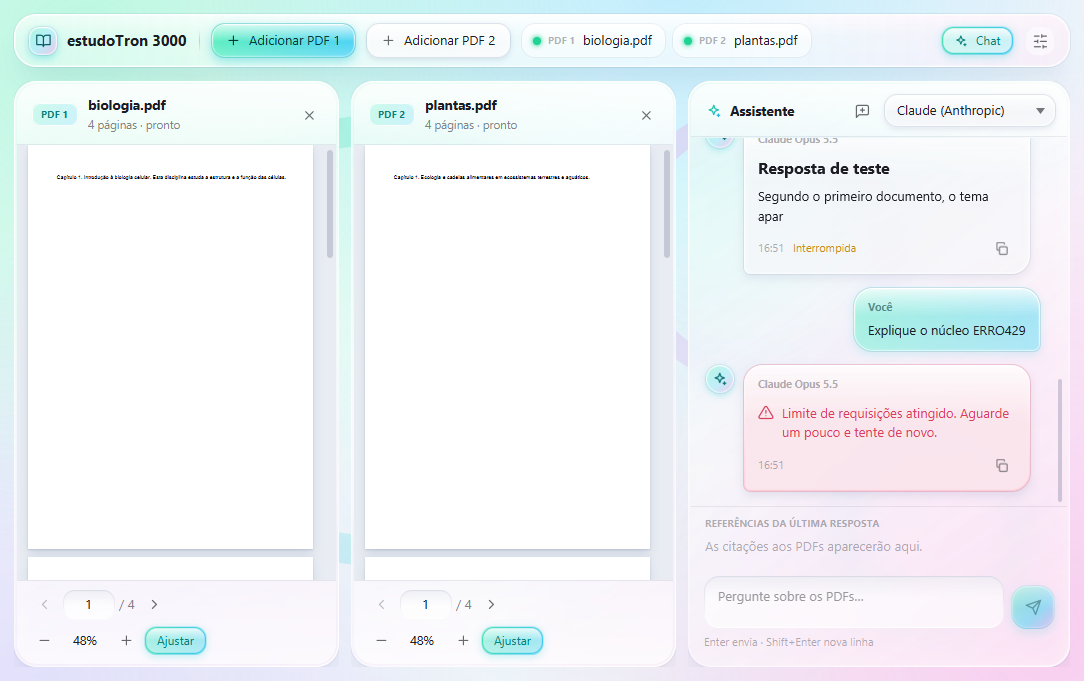 estudoTron 3000
Adicionar PDF 1
Adicionar PDF 2
PDF 1 biologia.pdf
PDF 2 plantas.pdf
Chat
PDF 1
biologia.pdf
4 páginas · pronto
Capítulo 1. Introdução à biologia celular. Esta disciplina estuda a estrutura e a função das células.
1 / 4
48%
Ajustar
PDF 2
plantas.pdf
4 páginas · pronto
Capítulo 1. Ecologia e cadeias alimentares em ecossistemas terrestres e aquáticos.
1 / 4
48%
Ajustar
Assistente
Claude (Anthropic)
Claude Opus 5.5
Resposta de teste
Segundo o primeiro documento, o tema
apar
16:51 Interrompida
Você
Explique o núcleo ERRO429
Claude Opus 5.5
Limite de requisições atingido. Aguarde
um pouco e tente de novo.
16:51
REFERÊNCIAS DA ÚLTIMA RESPOSTA
As citações aos PDFs aparecerão aqui.
Pergunte sobre os PDFs...
Enter envia · Shift+Enter nova linha